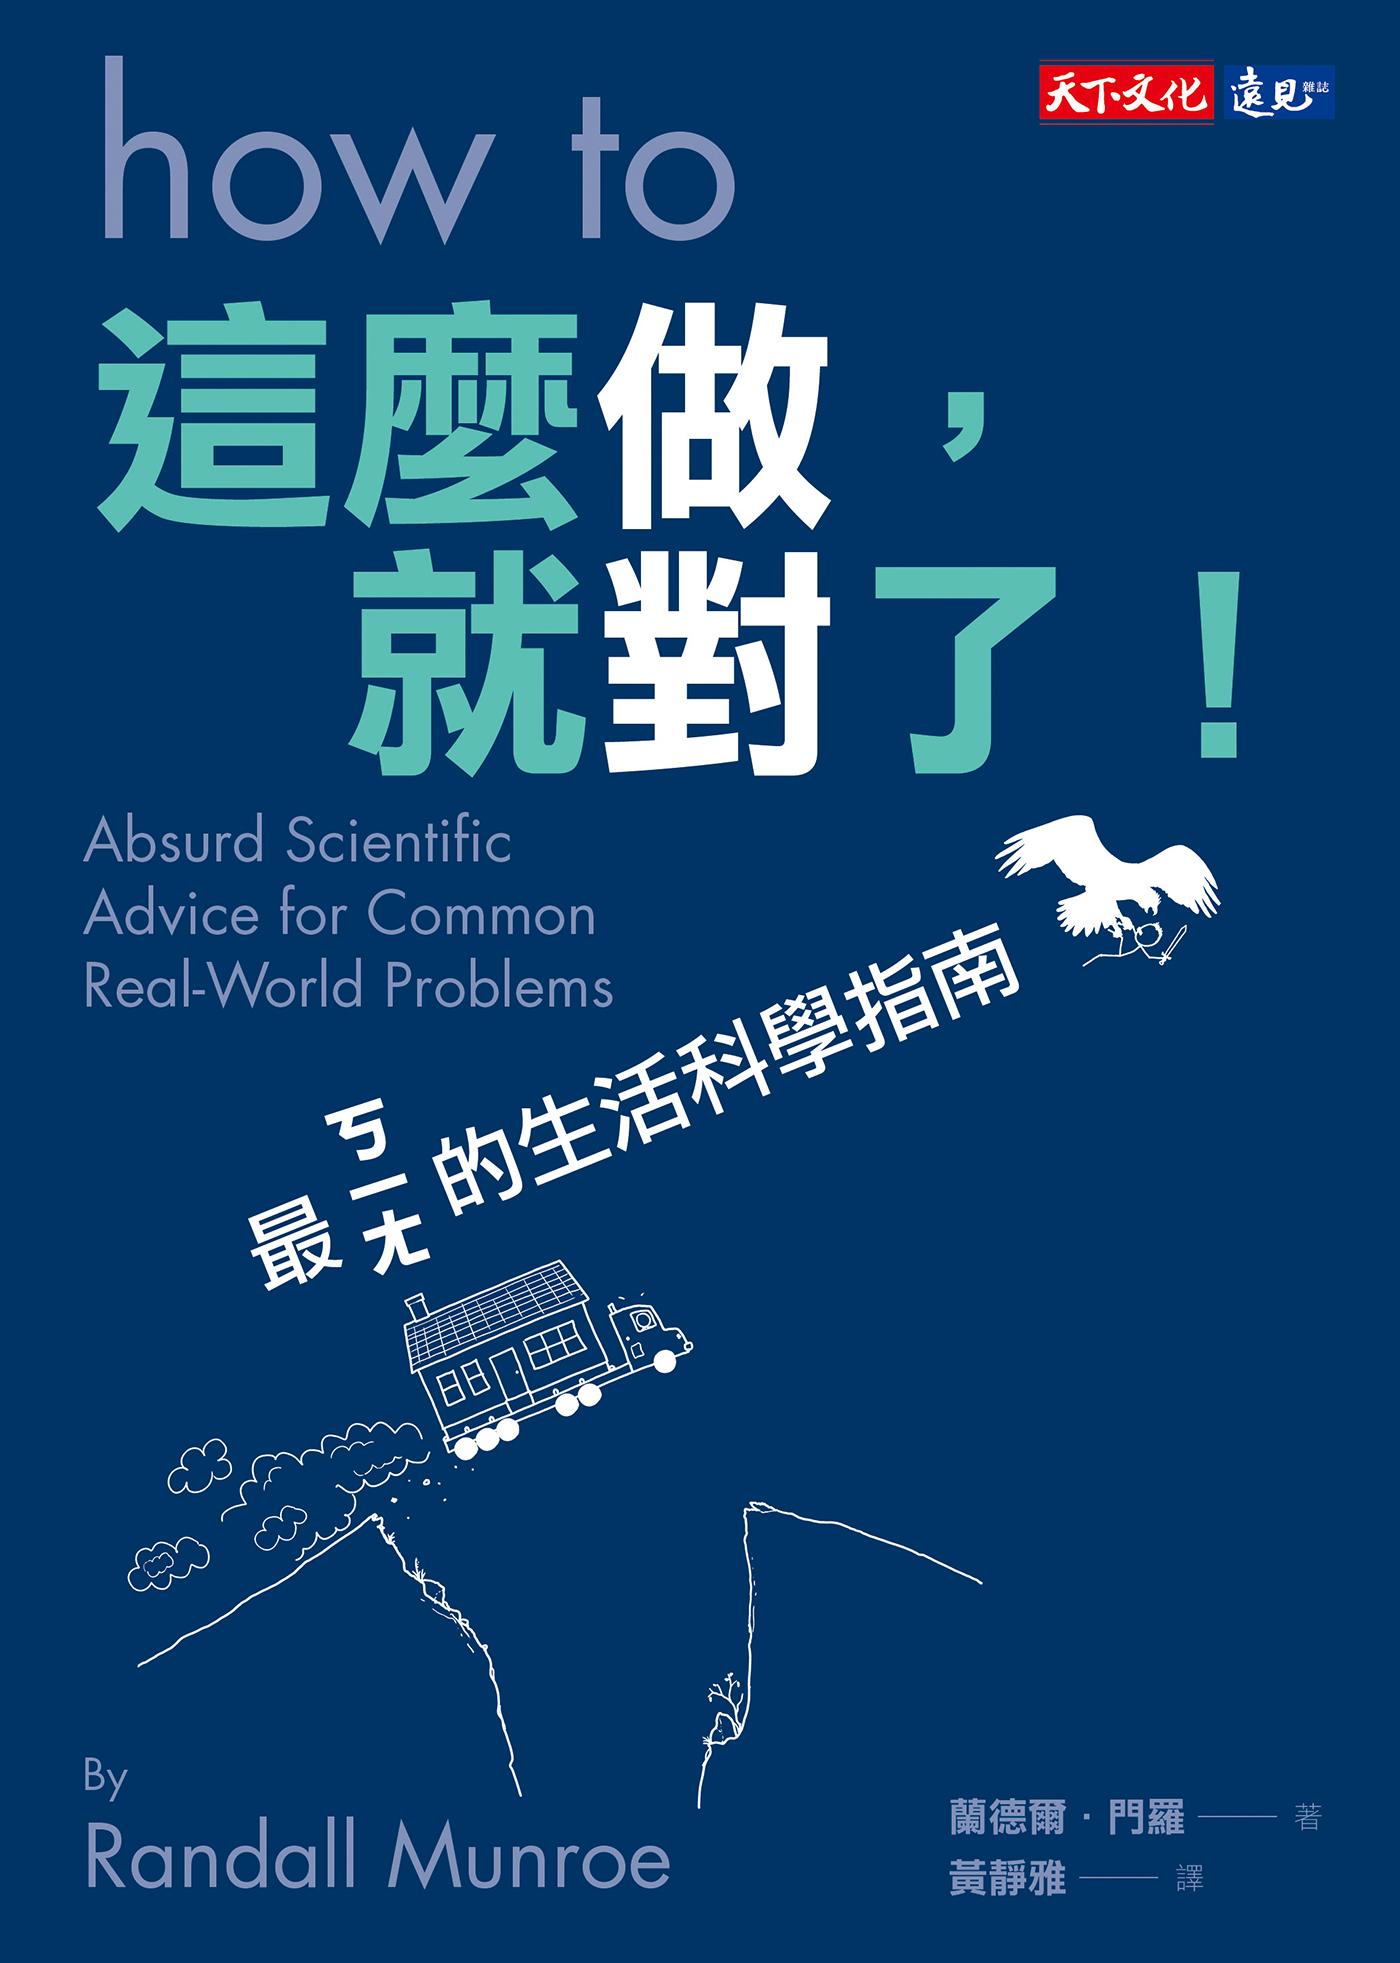 how to
天下文化 遠見雜誌
這麼做，
就對了！
Absurd Scientific
Advice for Common
Real-World Problems
最ㄎㄧㄤ的生活科學指南
By
Randall Munroe
蘭德爾．門羅 —— 著
黃靜雅 —— 譯